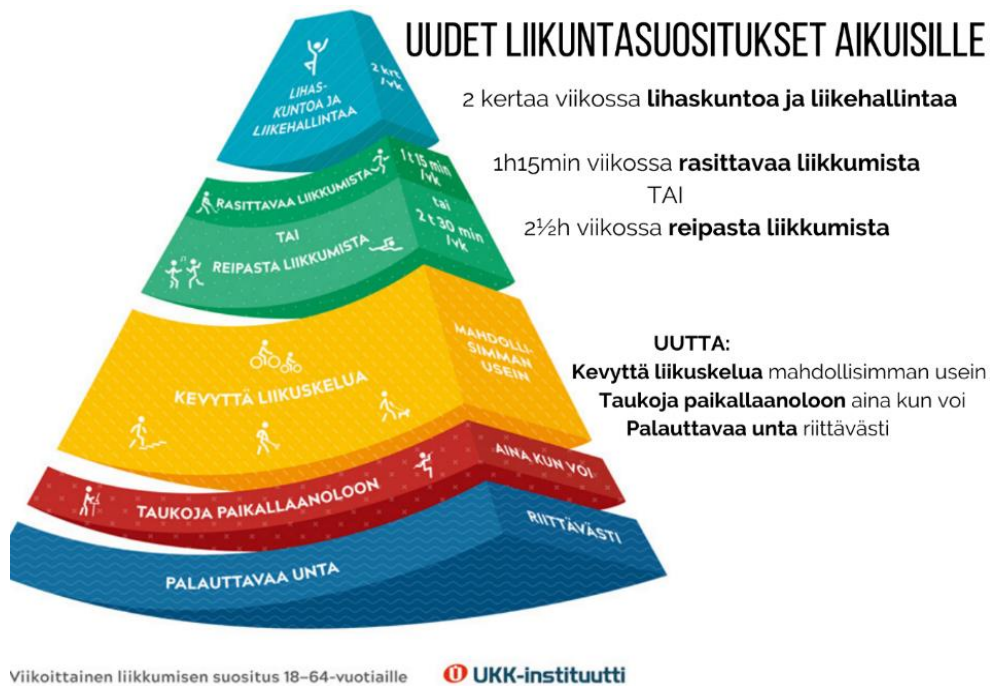 UUDET LIIKUNTASUOSITUKSET AIKUISILLE
2 kertaa viikossa lihaskuntoa ja liikehallintaa
1h15min viikossa rasittavaa liikkumista
TAI
2½h viikossa reipasta liikkumista
UUTTA:
Kevyttä liikuskelua mahdollisimman usein
Taukoja paikallaanoloon aina kun voi
Palauttavaa unta riittävästi
LIHAS-
KUNTOA JA
LIIKEHALLINTAA
2 krt
/vk
RASITTAVAA LIIKKUMISTA
1 t 15 min
/vk
TAI
tai
REIPASTA LIIKKUMISTA
2 t 30 min
/vk
KEVYTTÄ LIIKUSKELUA
MAHDOLLI-
SIMMAN
USEIN
TAUKOJA PAIKALLAANOLOON
AINA KUN VOI
PALAUTTAVAA UNTA
RIITTÄVÄSTI
Viikoittainen liikkumisen suositus 18–64-vuotiaille
UKK-instituutti